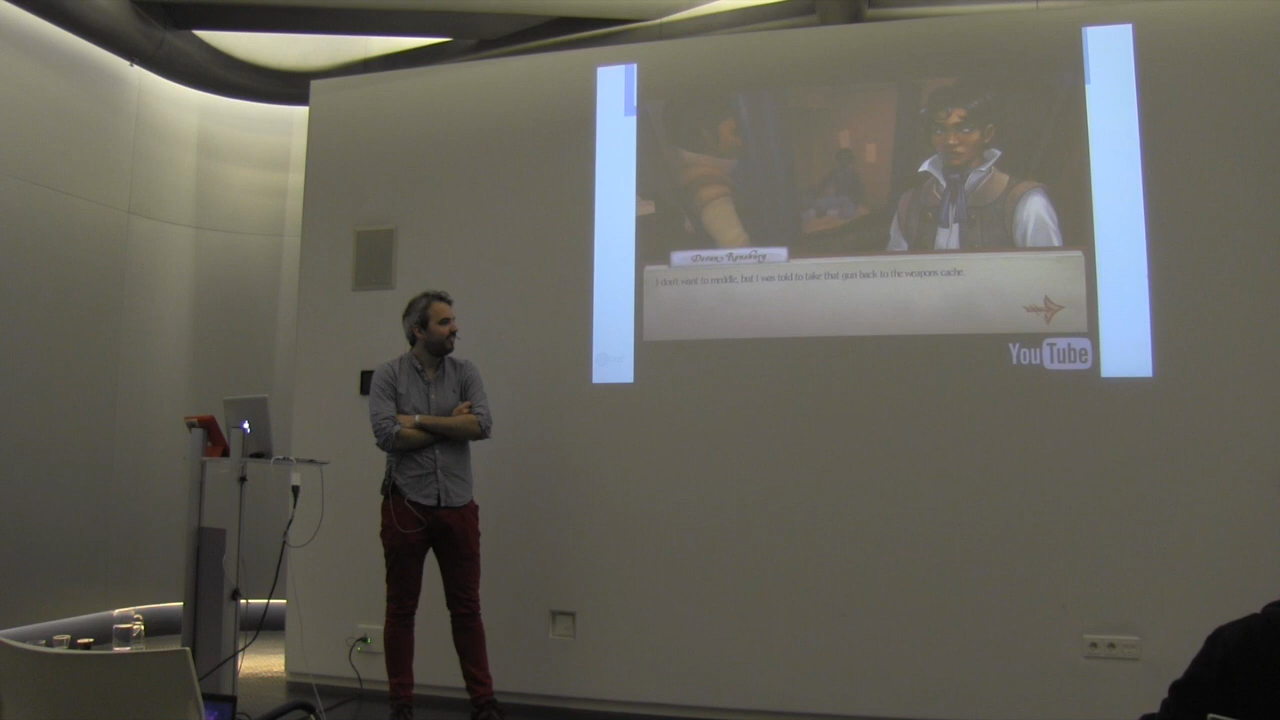 I don't want to meddle, but I was told to take that gun back to the weapons cache.
YouTube